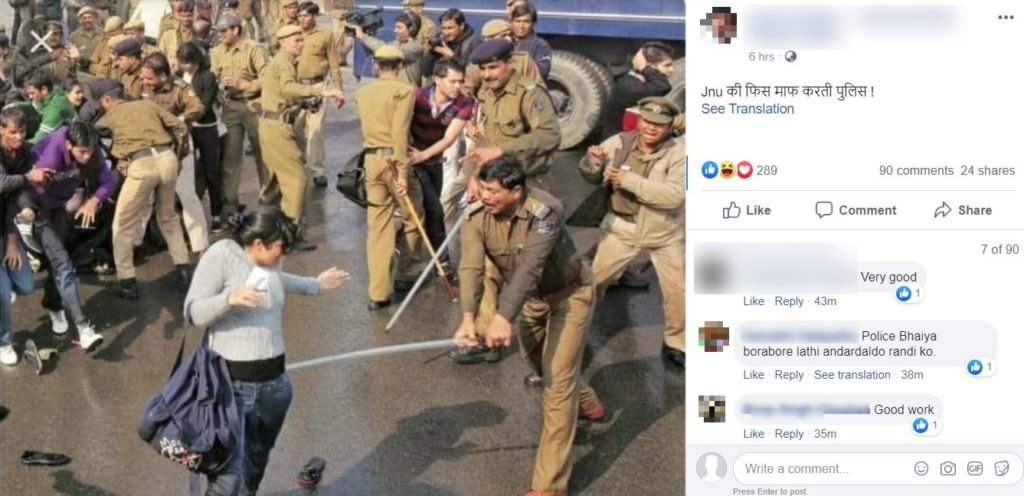 6 hrs
Jnu की फिस माफ करती पुलिस !
See Translation
289
90 comments 24 shares
Like Comment Share
7 of 90
Very good
1
Like · Reply · 43m
Police Bhaiya
borabore lathi andardaldo randi ko.
1
Like · Reply · See translation · 38m
Good work
1
Like · Reply · 35m
Write a comment...
GIF
Press Enter to post.